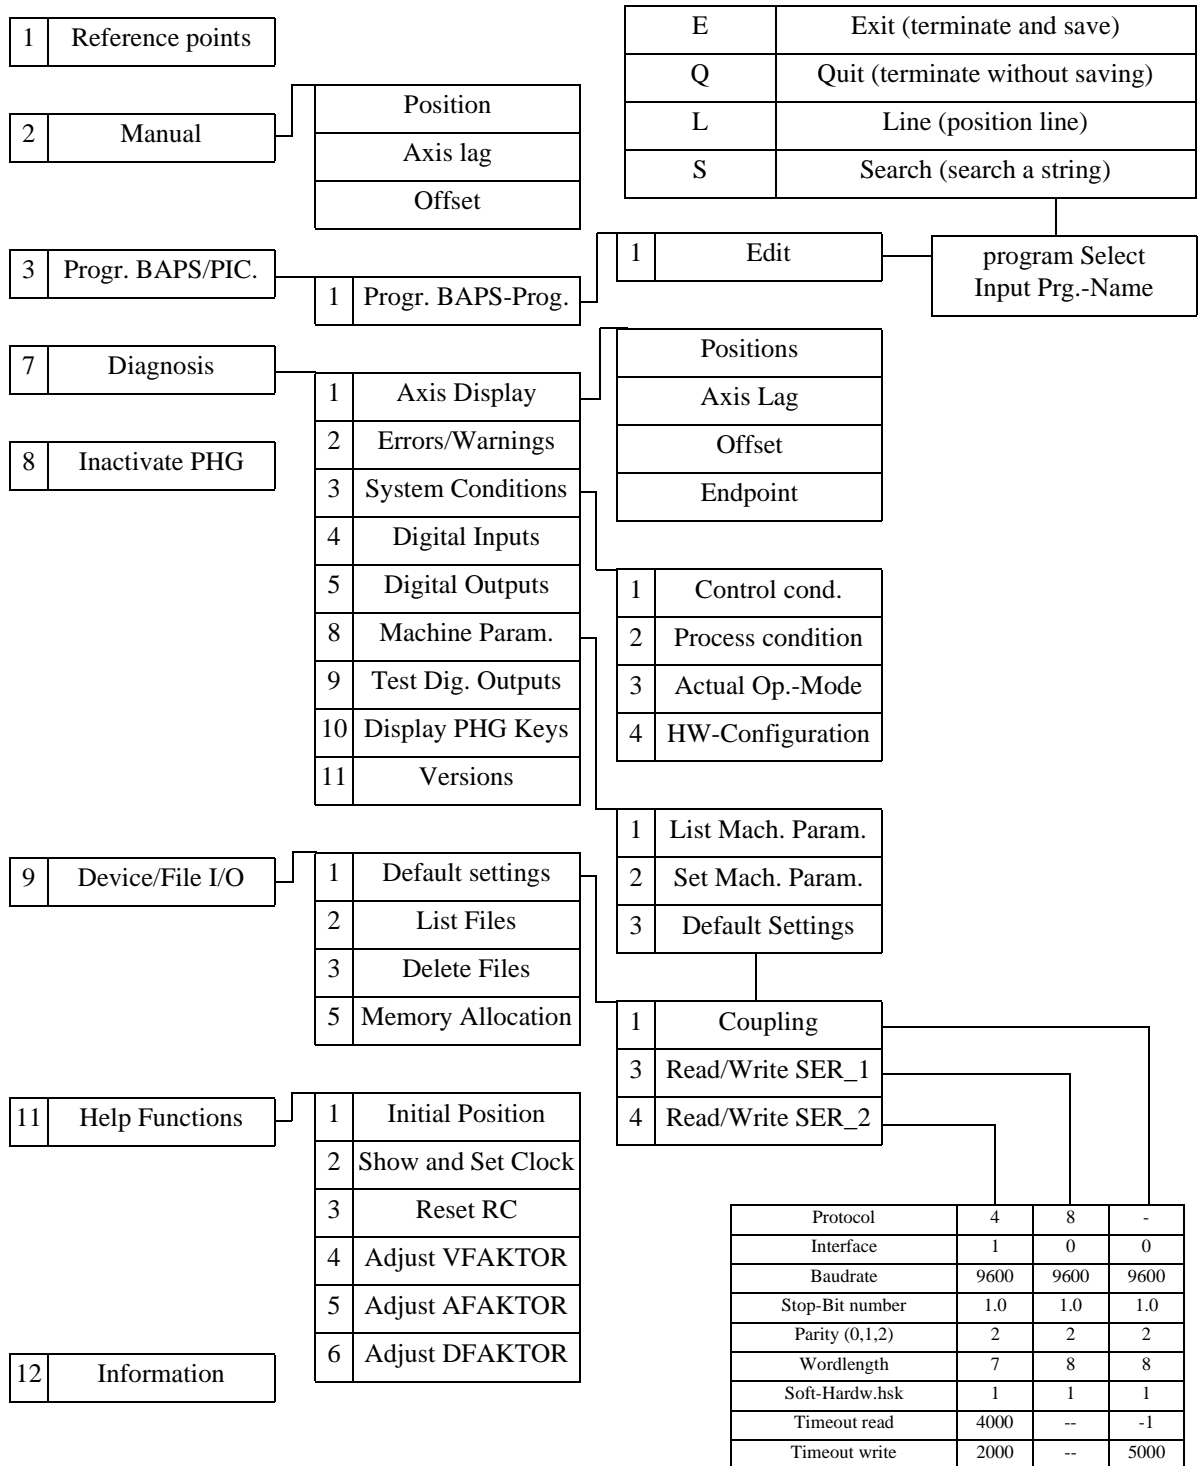 1 Reference points
2 Manual
Position
Axis lag
Offset
E Exit (terminate and save)
Q Quit (terminate without saving)
L Line (position line)
S Search (search a string)
3 Progr. BAPS/PIC.
1 Progr. BAPS-Prog.
1 Edit
program Select
Input Prg.-Name
7 Diagnosis
1 Axis Display
2 Errors/Warnings
3 System Conditions
4 Digital Inputs
5 Digital Outputs
8 Machine Param.
9 Test Dig. Outputs
10 Display PHG Keys
11 Versions
Positions
Axis Lag
Offset
Endpoint
1 Control cond.
2 Process condition
3 Actual Op.-Mode
4 HW-Configuration
1 List Mach. Param.
2 Set Mach. Param.
3 Default Settings
8 Inactivate PHG
9 Device/File I/O
1 Default settings
2 List Files
3 Delete Files
5 Memory Allocation
1 Coupling
3 Read/Write SER_1
4 Read/Write SER_2
11 Help Functions
1 Initial Position
2 Show and Set Clock
3 Reset RC
4 Adjust VFAKTOR
5 Adjust AFAKTOR
6 Adjust DFAKTOR
12 Information
Protocol 4 8 -
Interface 1 0 0
Baudrate 9600 9600 9600
Stop-Bit number 1.0 1.0 1.0
Parity (0,1,2) 2 2 2
Wordlength 7 8 8
Soft-Hardw.hsk 1 1 1
Timeout read 4000 -- -1
Timeout write 2000 -- 5000